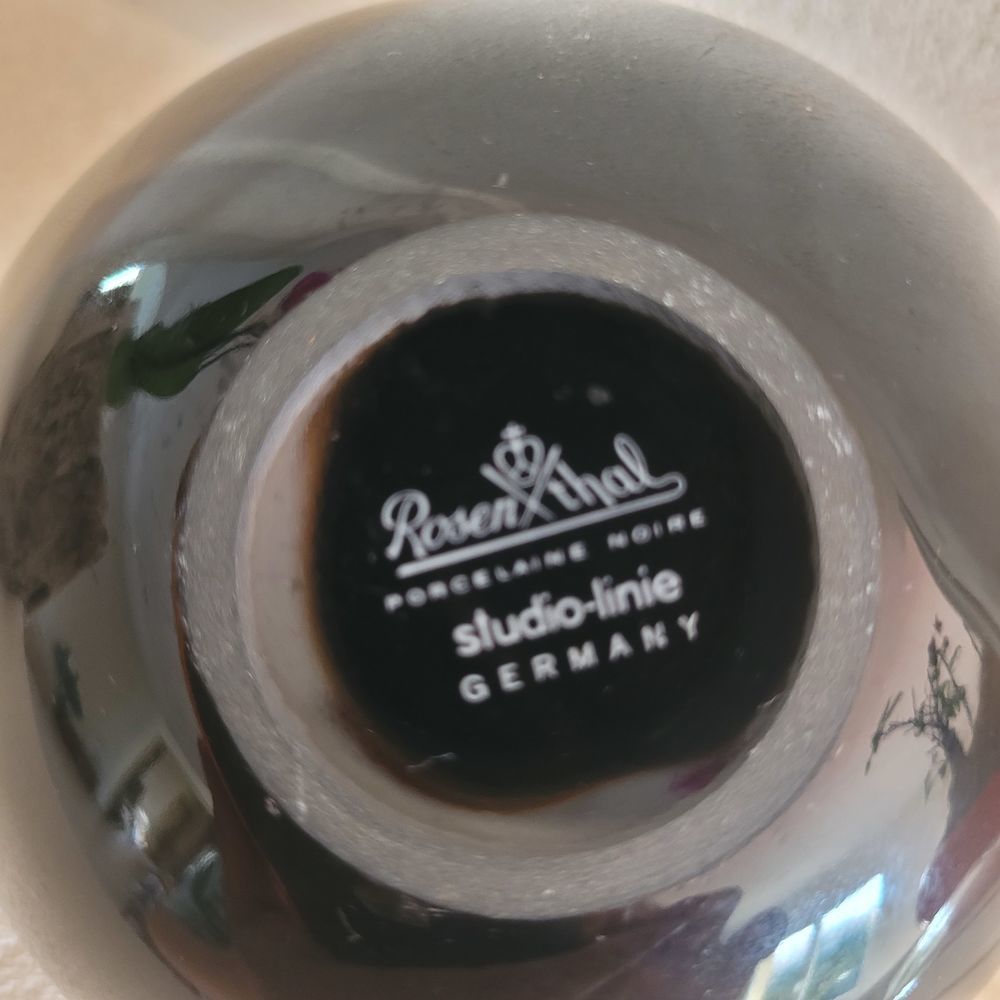 Rosenthal
PORCELAINE NOIRE
studio-linie
GERMANY